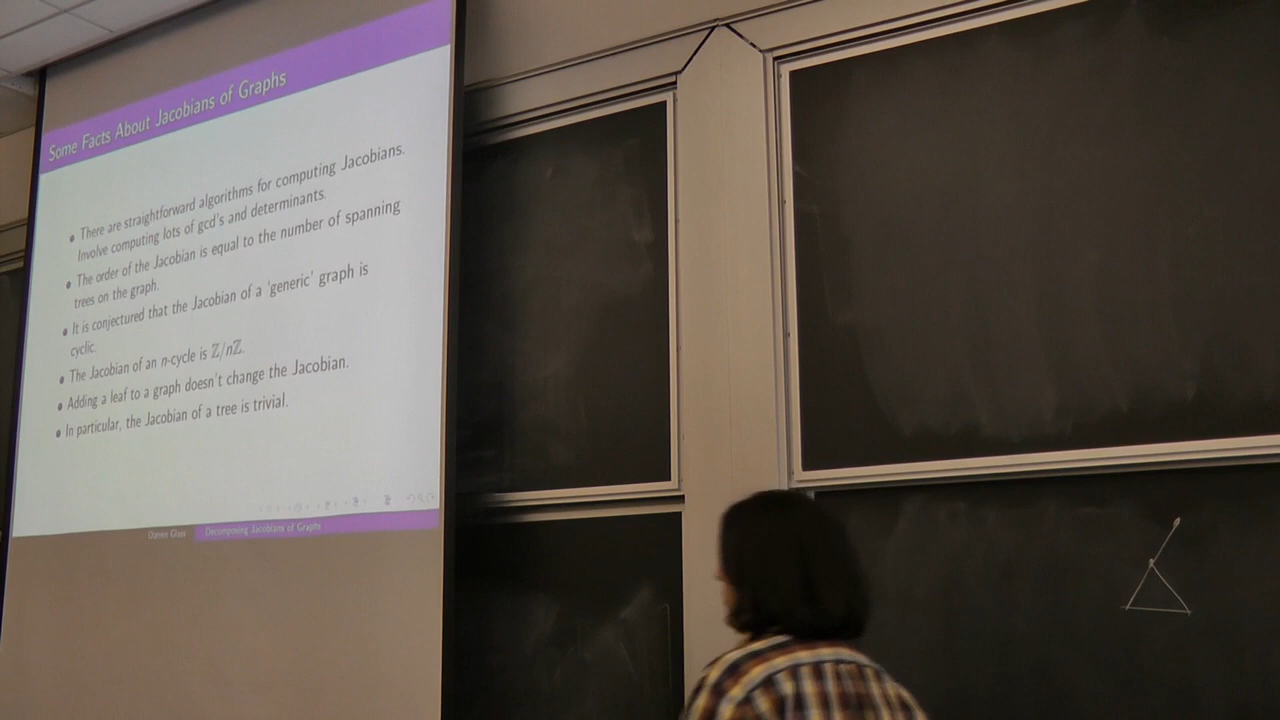 Some Facts About Jacobians of Graphs
There are straightforward algorithms for computing Jacobians.
Involve computing lots of gcd's and determinants.
The order of the Jacobian is equal to the number of spanning
trees on the graph.
It is conjectured that the Jacobian of a 'generic' graph is
cyclic.
The Jacobian of an n-cycle is ℤ/nℤ.
Adding a leaf to a graph doesn't change the Jacobian.
In particular, the Jacobian of a tree is trivial.
Darren Glass Decomposing Jacobians of Graphs